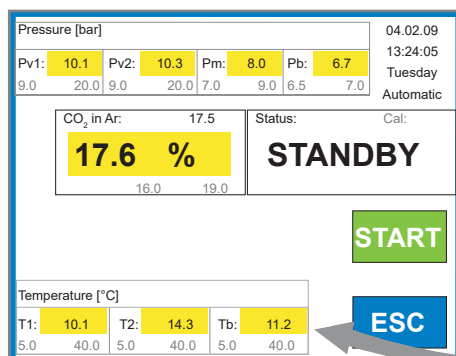 Pressure [bar]
04.02.09
13:24:05
Tuesday
Automatic
Pv1: 10.1 Pv2: 10.3 Pm: 8.0 Pb: 6.7
9.0 20.0 9.0 20.0 7.0 9.0 6.5 7.0
CO2 in Ar: 17.5
17.6 %
16.0 19.0
Status: Cal:
STANDBY
START
Temperature [°C]
T1: 10.1 T2: 14.3 Tb: 11.2
5.0 40.0 5.0 40.0 5.0 40.0
ESC